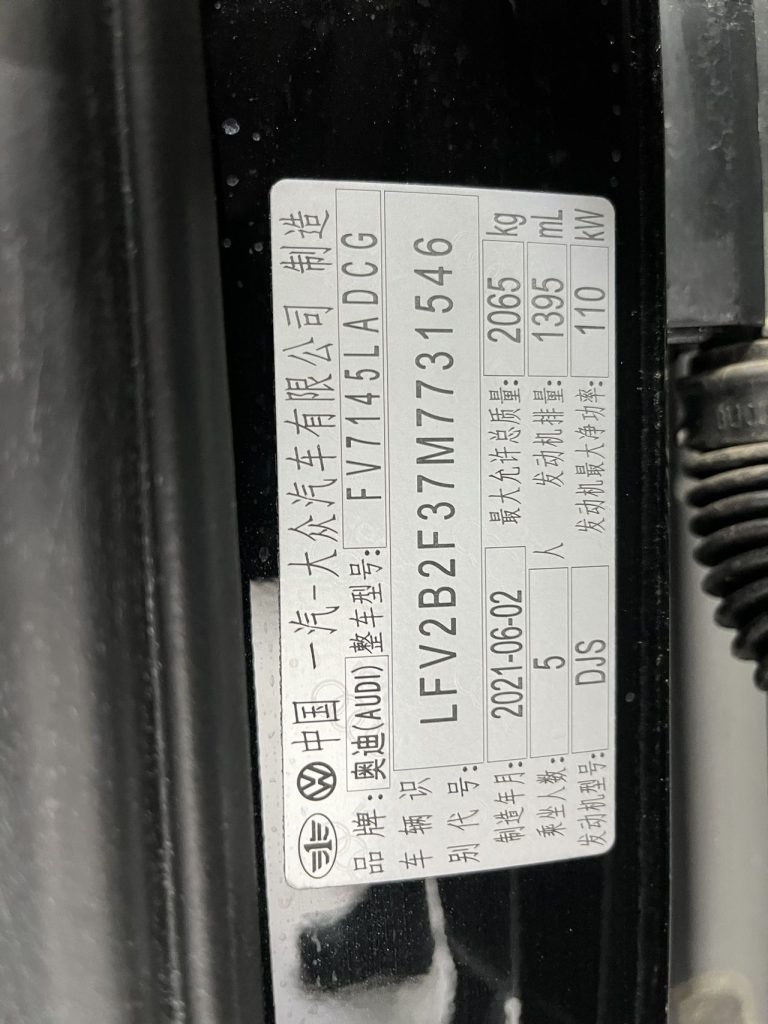 中国 一汽-大众汽车有限公司 制造
品牌: 奥迪(AUDI) 整车型号: FV7145LADCG
车辆识别代号: LFV2B2F37M7731546
制造年月: 2021-06-02 最大允许总质量: 2065 kg
乘坐人数: 5 人 发动机排量: 1395 mL
发动机型号: DJS 发动机最大净功率: 110 kW